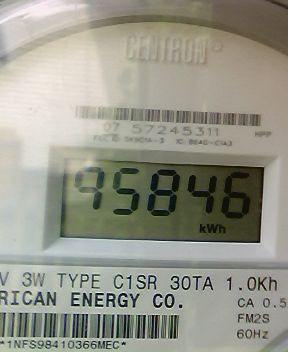 CENTRON®
07 57245311
HPP
95846
kWh
V 3W TYPE C1SR 30TA 1.0Kh
RICAN ENERGY CO.
CA 0.5
FM2S
60Hz
*1NFS98410366MEC*